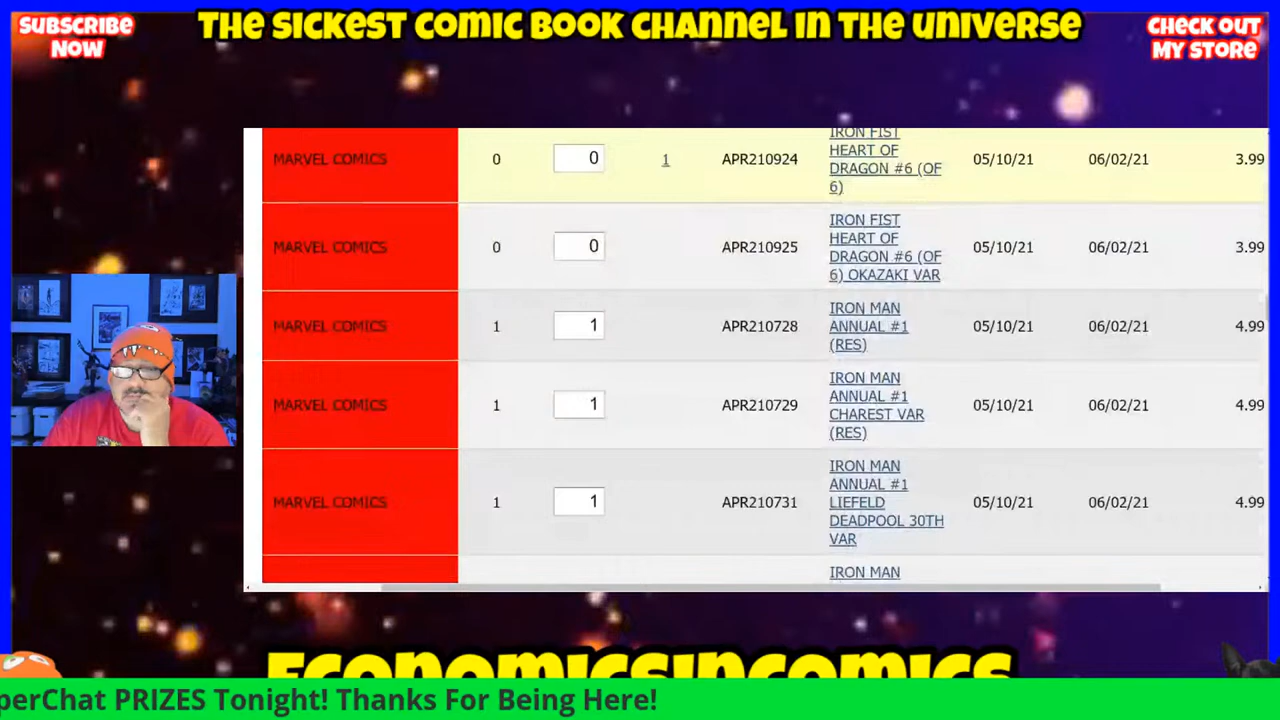 SUBSCRIBE NOW
THE SICKEST COMIC BOOK CHANNEL IN THE UNIVERSE
CHECK OUT MY STORE
MARVEL COMICS 0 0 1 APR210924 IRON FIST HEART OF DRAGON #6 (OF 6) 05/10/21 06/02/21 3.99
MARVEL COMICS 0 0 APR210925 IRON FIST HEART OF DRAGON #6 (OF 6) OKAZAKI VAR 05/10/21 06/02/21 3.99
MARVEL COMICS 1 1 APR210728 IRON MAN ANNUAL #1 (RES) 05/10/21 06/02/21 4.99
MARVEL COMICS 1 1 APR210729 IRON MAN ANNUAL #1 CHAREST VAR (RES) 05/10/21 06/02/21 4.99
MARVEL COMICS 1 1 APR210731 IRON MAN ANNUAL #1 LIEFELD DEADPOOL 30TH VAR 05/10/21 06/02/21 4.99
IRON MAN
ECONOMICSINCOMICS
perChat PRIZES Tonight! Thanks For Being Here!